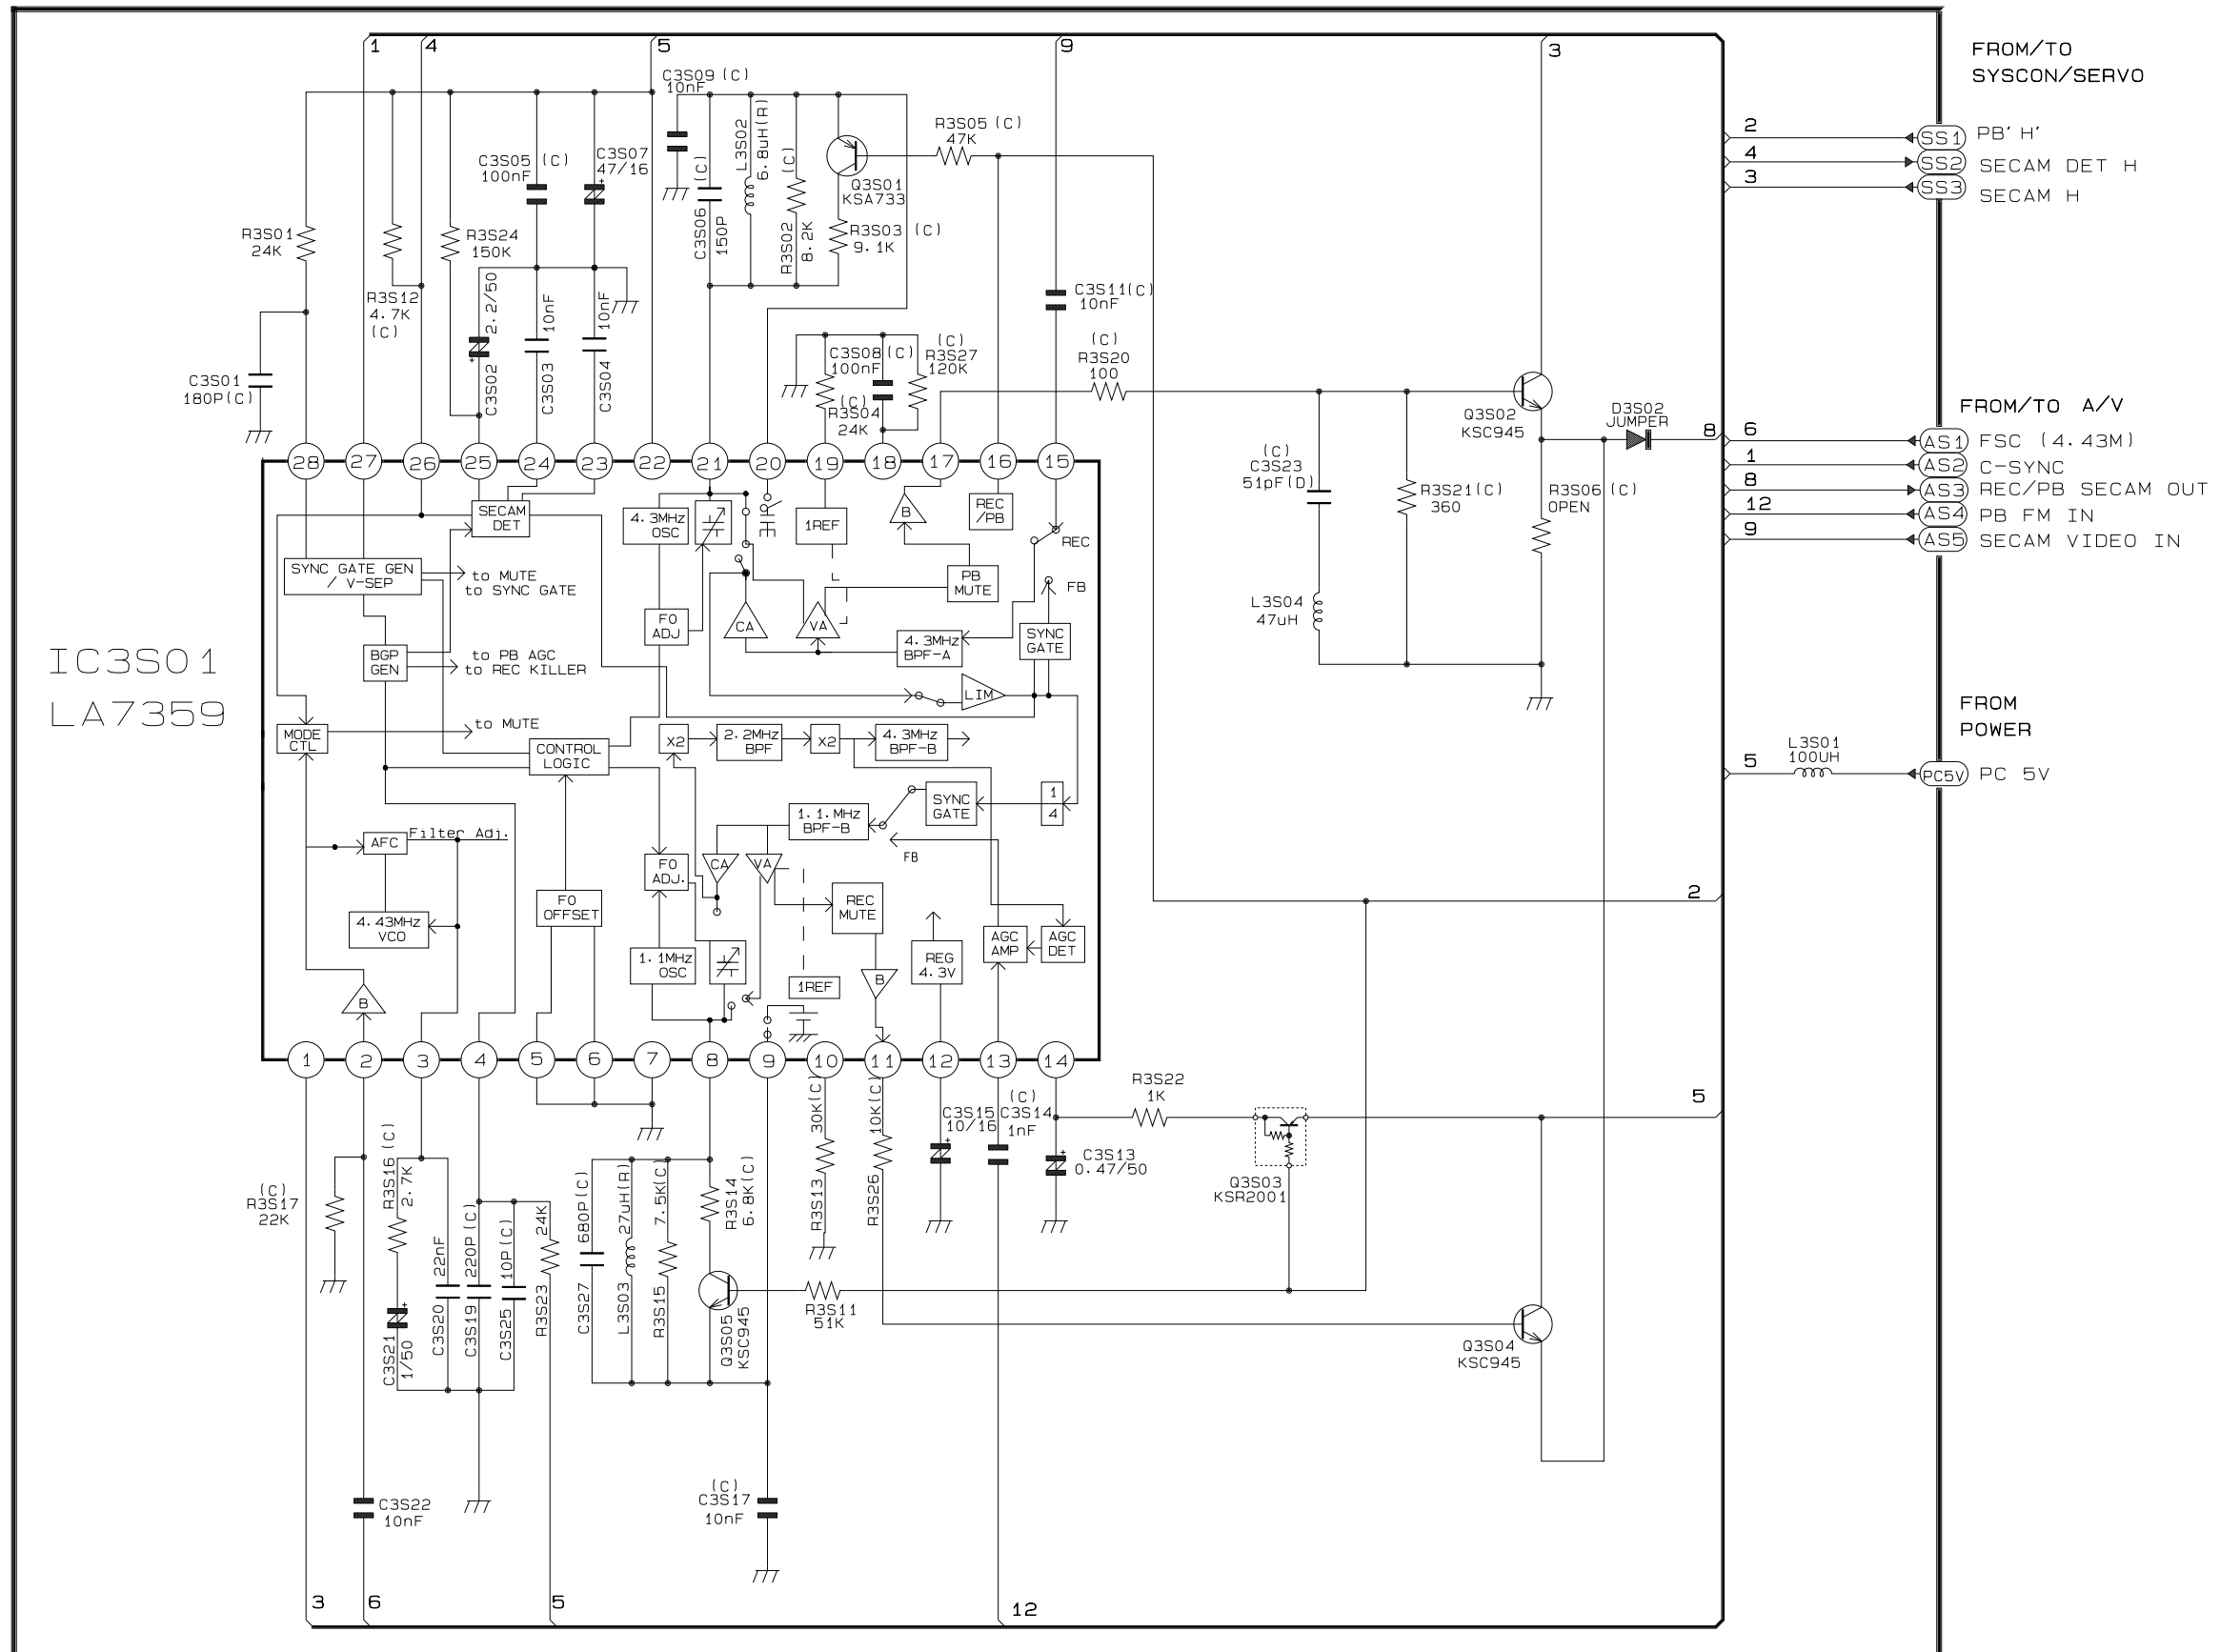 1
4
5
9
3
FROM/TO
SYSCON/SERVO
C3S09 (C)
10nF
L3S02
6.8uH(R)
R3S05 (C)
47K
2
SS1 PB' H'
4
SS2 SECAM DET H
3
SS3 SECAM H
C3S05 (C)
100nF
C3S07
47/16
C3S06 (C)
150P
R3S02 (C)
8.2K
Q3S01
KSA733
R3S03 (C)
9.1K
R3S01
24K
R3S24
150K
R3S12
4.7K
(C)
C3S02 2.2/50
C3S03 10nF
C3S04 10nF
C3S11(C)
10nF
C3S01
180P(C)
C3S08 (C)
100nF
(C)
R3S27
120K
(C)
R3S04
24K
(C)
R3S20
100
Q3S02
KSC945
D3S02
JUMPER
8
FROM/TO A/V
6
AS1 FSC (4.43M)
1
AS2 C-SYNC
8
AS3 REC/PB SECAM OUT
12
AS4 PB FM IN
9
AS5 SECAM VIDEO IN
28 27 26 25 24 23 22 21 20 19 18 17 16 15
(C)
C3S23
51pF(D)
R3S21(C)
360
R3S06 (C)
OPEN
L3S04
47uH
SECAM
DET
4.3MHz
OSC
1REF
B
REC
/PB
REC
FB
SYNC GATE GEN
/ V-SEP
to MUTE
to SYNC GATE
PB
MUTE
FO
ADJ
CA
VA
4.3MHz
BPF-A
SYNC
GATE
IC3S01
LA7359
BGP
GEN
to PB AGC
to REC KILLER
LIM
MODE
CTL
to MUTE
CONTROL
LOGIC
X2
2.2MHz
BPF
X2
4.3MHz
BPF-B
FROM
POWER
5
L3S01
100UH
PC5V PC 5V
1.1.MHz
BPF-B
SYNC
GATE
1
4
AFC
Filter Adj.
FB
FO
ADJ.
CA
VA
FO
OFFSET
4.43MHz
VCO
REC
MUTE
2
1.1MHz
OSC
REG
4.3V
AGC
AMP
AGC
DET
B
1REF
B
1 2 3 4 5 6 7 8 9 10 11 12 13 14
5
R3S22
1K
(C)
R3S17
22K
R3S16 (C)
2.7K
C3S21
1/50
C3S20 22nF
C3S19 220P (C)
C3S25 10P (C)
R3S23 24K
C3S27 680P(C)
L3S03 27uH(R)
R3S15 7.5K(C)
R3S14
6.8K(C)
R3S13 30K(C)
R3S26 10K(C)
C3S15
10/16
(C)
C3S14
1nF
C3S13
0.47/50
Q3S03
KSR2001
Q3S05
KSC945
R3S11
51K
Q3S04
KSC945
C3S22
10nF
(C)
C3S17
10nF
3
6
5
12